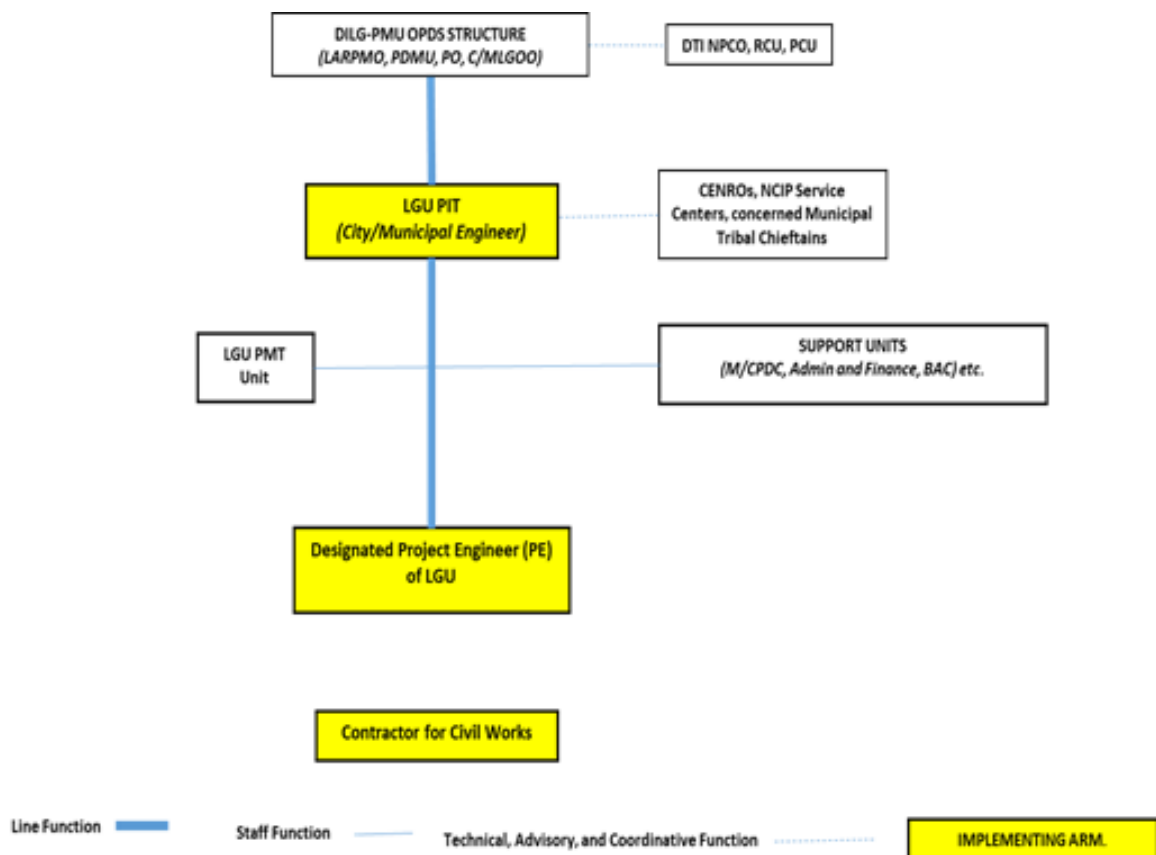 DILG-PMU OPDS STRUCTURE
(LARPMO, PDMU, PO, C/MLGOO)
DTI NPCO, RCU, PCU
LGU PIT
(City/Municipal Engineer)
CENROs, NCIP Service
Centers, concerned Municipal
Tribal Chieftains
LGU PMT
Unit
SUPPORT UNITS
(M/CPDC, Admin and Finance, BAC) etc.
Designated Project Engineer (PE)
of LGU
Contractor for Civil Works
Line Function
Staff Function
Technical, Advisory, and Coordinative Function
IMPLEMENTING ARM.